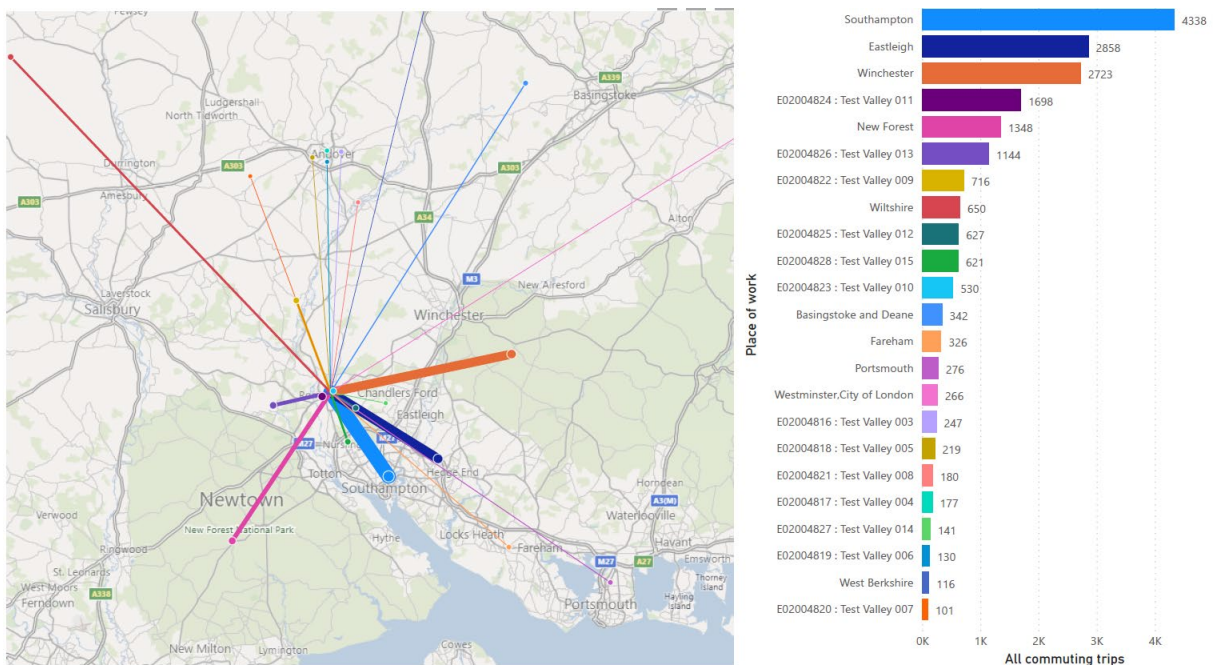 Pewsey
A339
Basingstoke
Ludgershall
North Tidworth
Andover
Durrington
A303
A303
Amesbury
A303
A34
Alton
M3
New Alresford
Laverstock
Salisbury
Winchester
Chandlers Ford
Eastleigh
M27
Nursling
Totton
Hedge End
Southampton
Horndean
A3(M)
Newtown
Verwood
New Forest National Park
Waterlooville
Ringwood
Hythe
Locks Heath
Fareham
Havant
M27
A27
Emsworth
St. Leonards
West Moors
Ferndown
A338
Thorney
Island
Hayling
Island
Portsmouth
New Milton
Lymington
Cowes
Place of work
Southampton 4338
Eastleigh 2858
Winchester 2723
E02004824 : Test Valley 011 1698
New Forest 1348
E02004826 : Test Valley 013 1144
E02004822 : Test Valley 009 716
Wiltshire 650
E02004825 : Test Valley 012 627
E02004828 : Test Valley 015 621
E02004823 : Test Valley 010 530
Basingstoke and Deane 342
Fareham 326
Portsmouth 276
Westminster,City of London 266
E02004816 : Test Valley 003 247
E02004818 : Test Valley 005 219
E02004821 : Test Valley 008 180
E02004817 : Test Valley 004 177
E02004827 : Test Valley 014 141
E02004819 : Test Valley 006 130
West Berkshire 116
E02004820 : Test Valley 007 101
0K 1K 2K 3K 4K
All commuting trips